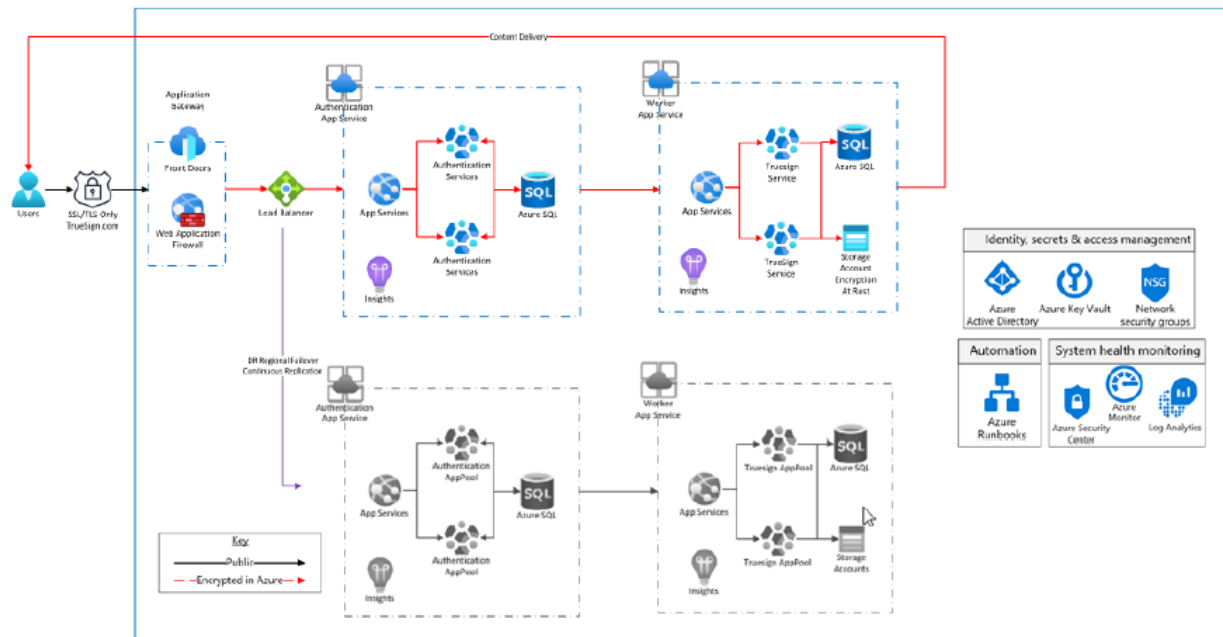 Content Delivery
Application
Gateway
Front Doors
Web Application
Firewall
Users
SSL/TLS Only
TrueSign.com
Load Balancer
Authentication
App Service
App Services
Authentication
Services
Authentication
Services
Azure SQL
Insights
Worker
App Service
App Services
Truesign
Service
TrueSign
Service
SQL
Azure SQL
Storage
Account
Encryption
At Rest
Insights
SQL
Identity, secrets & access management
Azure
Active Directory
Azure Key Vault
NSG
Network
security groups
Automation
Azure
Runbooks
System health monitoring
Azure Security
Center
Azure
Monitor
Log Analytics
DR Regional Failover
Continuous Replication
Authentication
App Service
App Services
Authentication
AppPool
Authentication
AppPool
SQL
Azure SQL
Insights
Worker
App Service
App Services
Truesign AppPool
Truesign AppPool
SQL
Azure SQL
Storage
Accounts
Insights
Key
Public
Encrypted in Azure